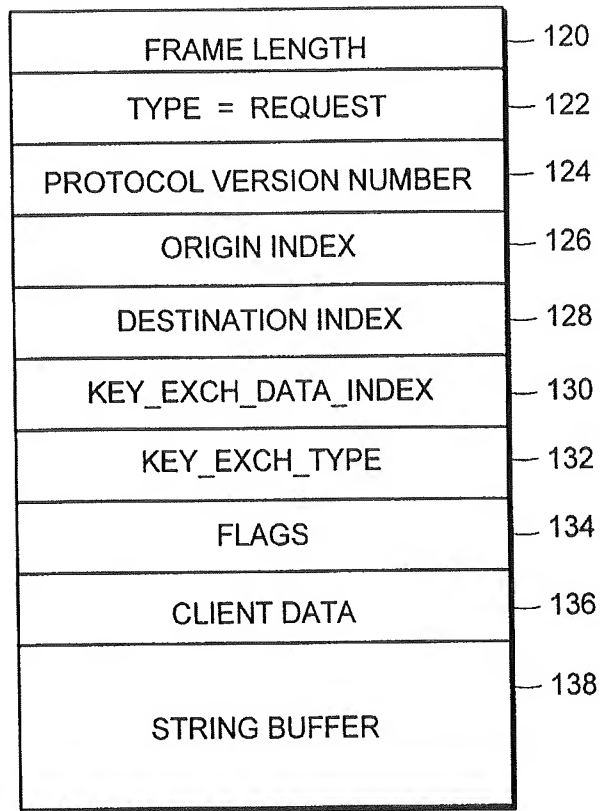 FRAME LENGTH 120
TYPE = REQUEST 122
PROTOCOL VERSION NUMBER 124
ORIGIN INDEX 126
DESTINATION INDEX 128
KEY_EXCH_DATA_INDEX 130
KEY_EXCH_TYPE 132
FLAGS 134
CLIENT DATA 136
138
STRING BUFFER